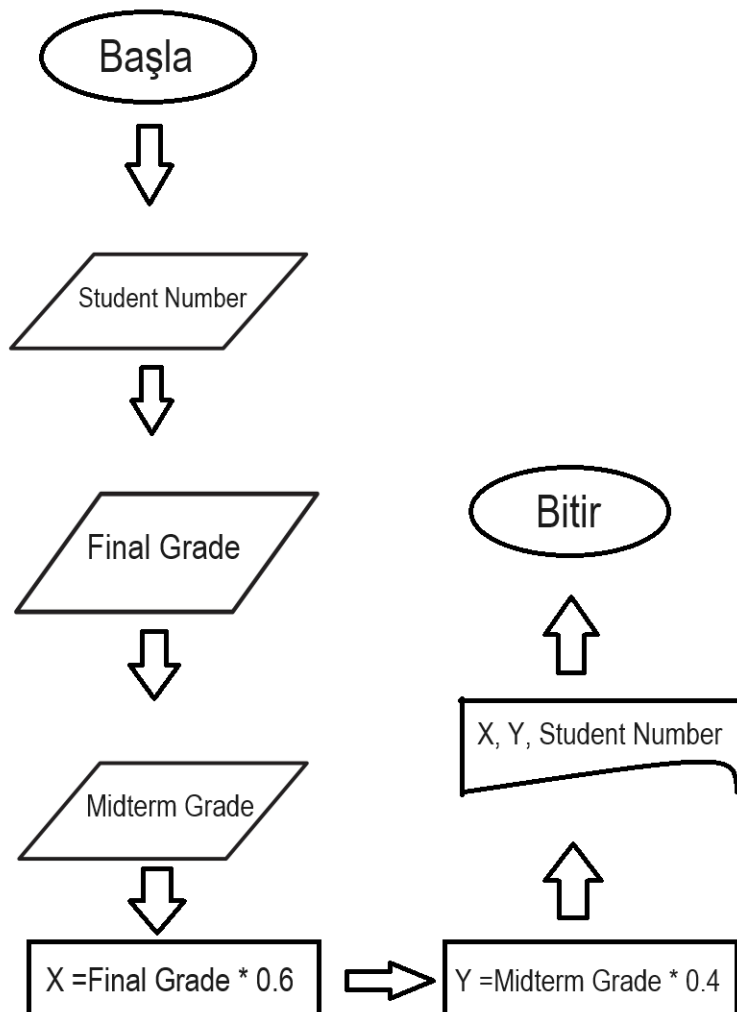 Başla
Student Number
Final Grade
Midterm Grade
X =Final Grade * 0.6
Y =Midterm Grade * 0.4
X, Y, Student Number
Bitir